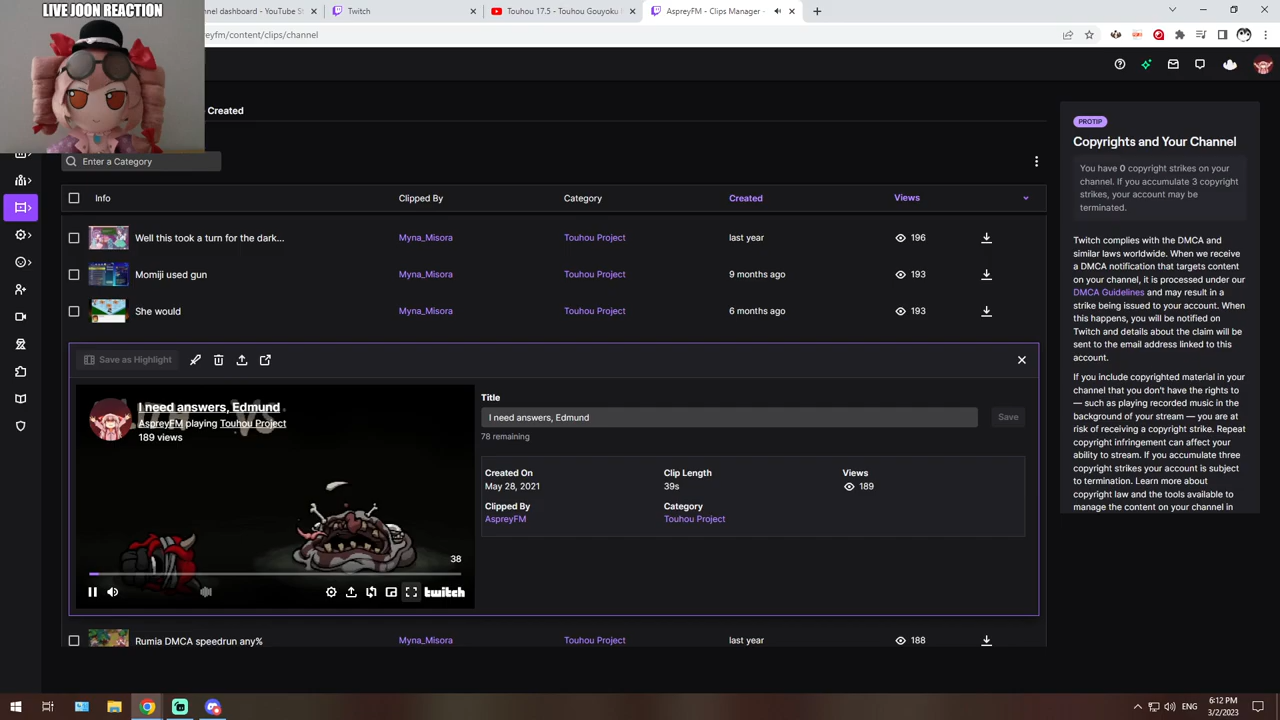 LIVE JOON REACTION
nnel dashboard - YouTube S
Twitch
Touhou 17.5 - Touhou Gouyoku
AspreyFM - Clips Manager -
eyfm/content/clips/channel
Created
Enter a Category
Info
Clipped By
Category
Created
Views
Well this took a turn for the dark...
Myna_Misora
Touhou Project
last year
196
Momiji used gun
Myna_Misora
Touhou Project
9 months ago
193
She would
Myna_Misora
Touhou Project
6 months ago
193
Save as Highlight
I need answers, Edmund
AspreyFM playing Touhou Project
189 views
VS
38
twitch
Title
I need answers, Edmund
Save
78 remaining
Created On
May 28, 2021
Clip Length
39s
Views
189
Clipped By
AspreyFM
Category
Touhou Project
Rumia DMCA speedrun any%
Myna_Misora
Touhou Project
last year
188
PROTIP
Copyrights and Your Channel
You have 0 copyright strikes on your
channel. If you accumulate 3 copyright
strikes, your account may be
terminated.
Twitch complies with the DMCA and
similar laws worldwide. When we receive
a DMCA notification that targets content
on your channel, it is processed under our
DMCA Guidelines and may result in a
strike being issued to your account. When
this happens, you will be notified on
Twitch and details about the claim will be
sent to the email address linked to this
account.
If you include copyrighted material in your
channel that you don't have the rights to
— such as playing recorded music in the
background of your stream — you are at
risk of receiving a copyright strike. Repeat
copyright infringement can affect your
ability to stream. If you accumulate three
copyright strikes your account is subject
to termination. Learn more about
copyright law and the tools available to
manage the content on your channel in
ENG
6:12 PM
3/2/2023